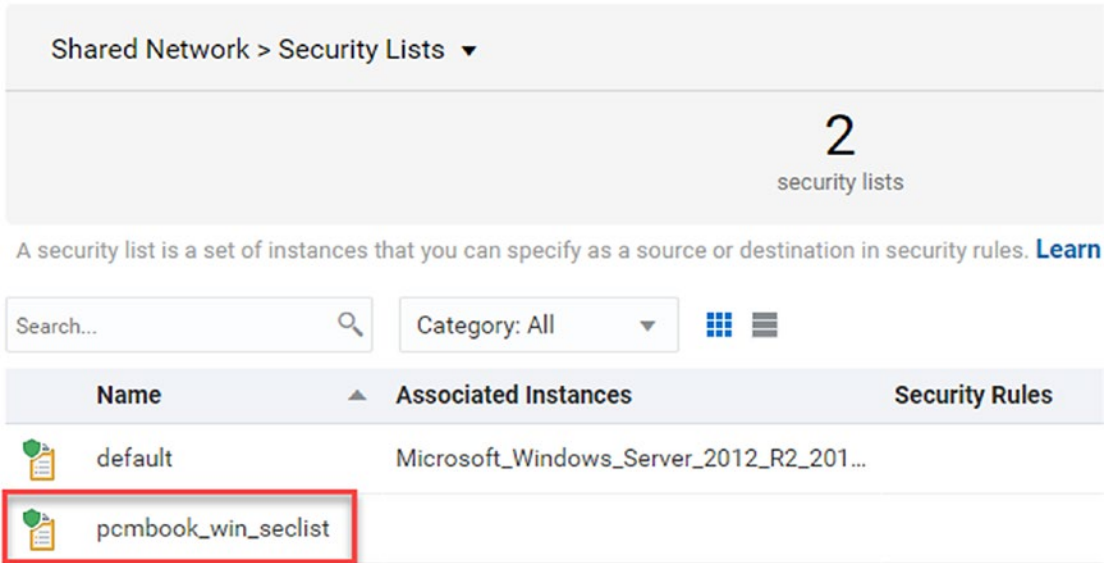 Shared Network > Security Lists
2
security lists
A security list is a set of instances that you can specify as a source or destination in security rules. Learn
Search...
Category: All
Name Associated Instances Security Rules
default Microsoft_Windows_Server_2012_R2_201...
pcmbook_win_seclist